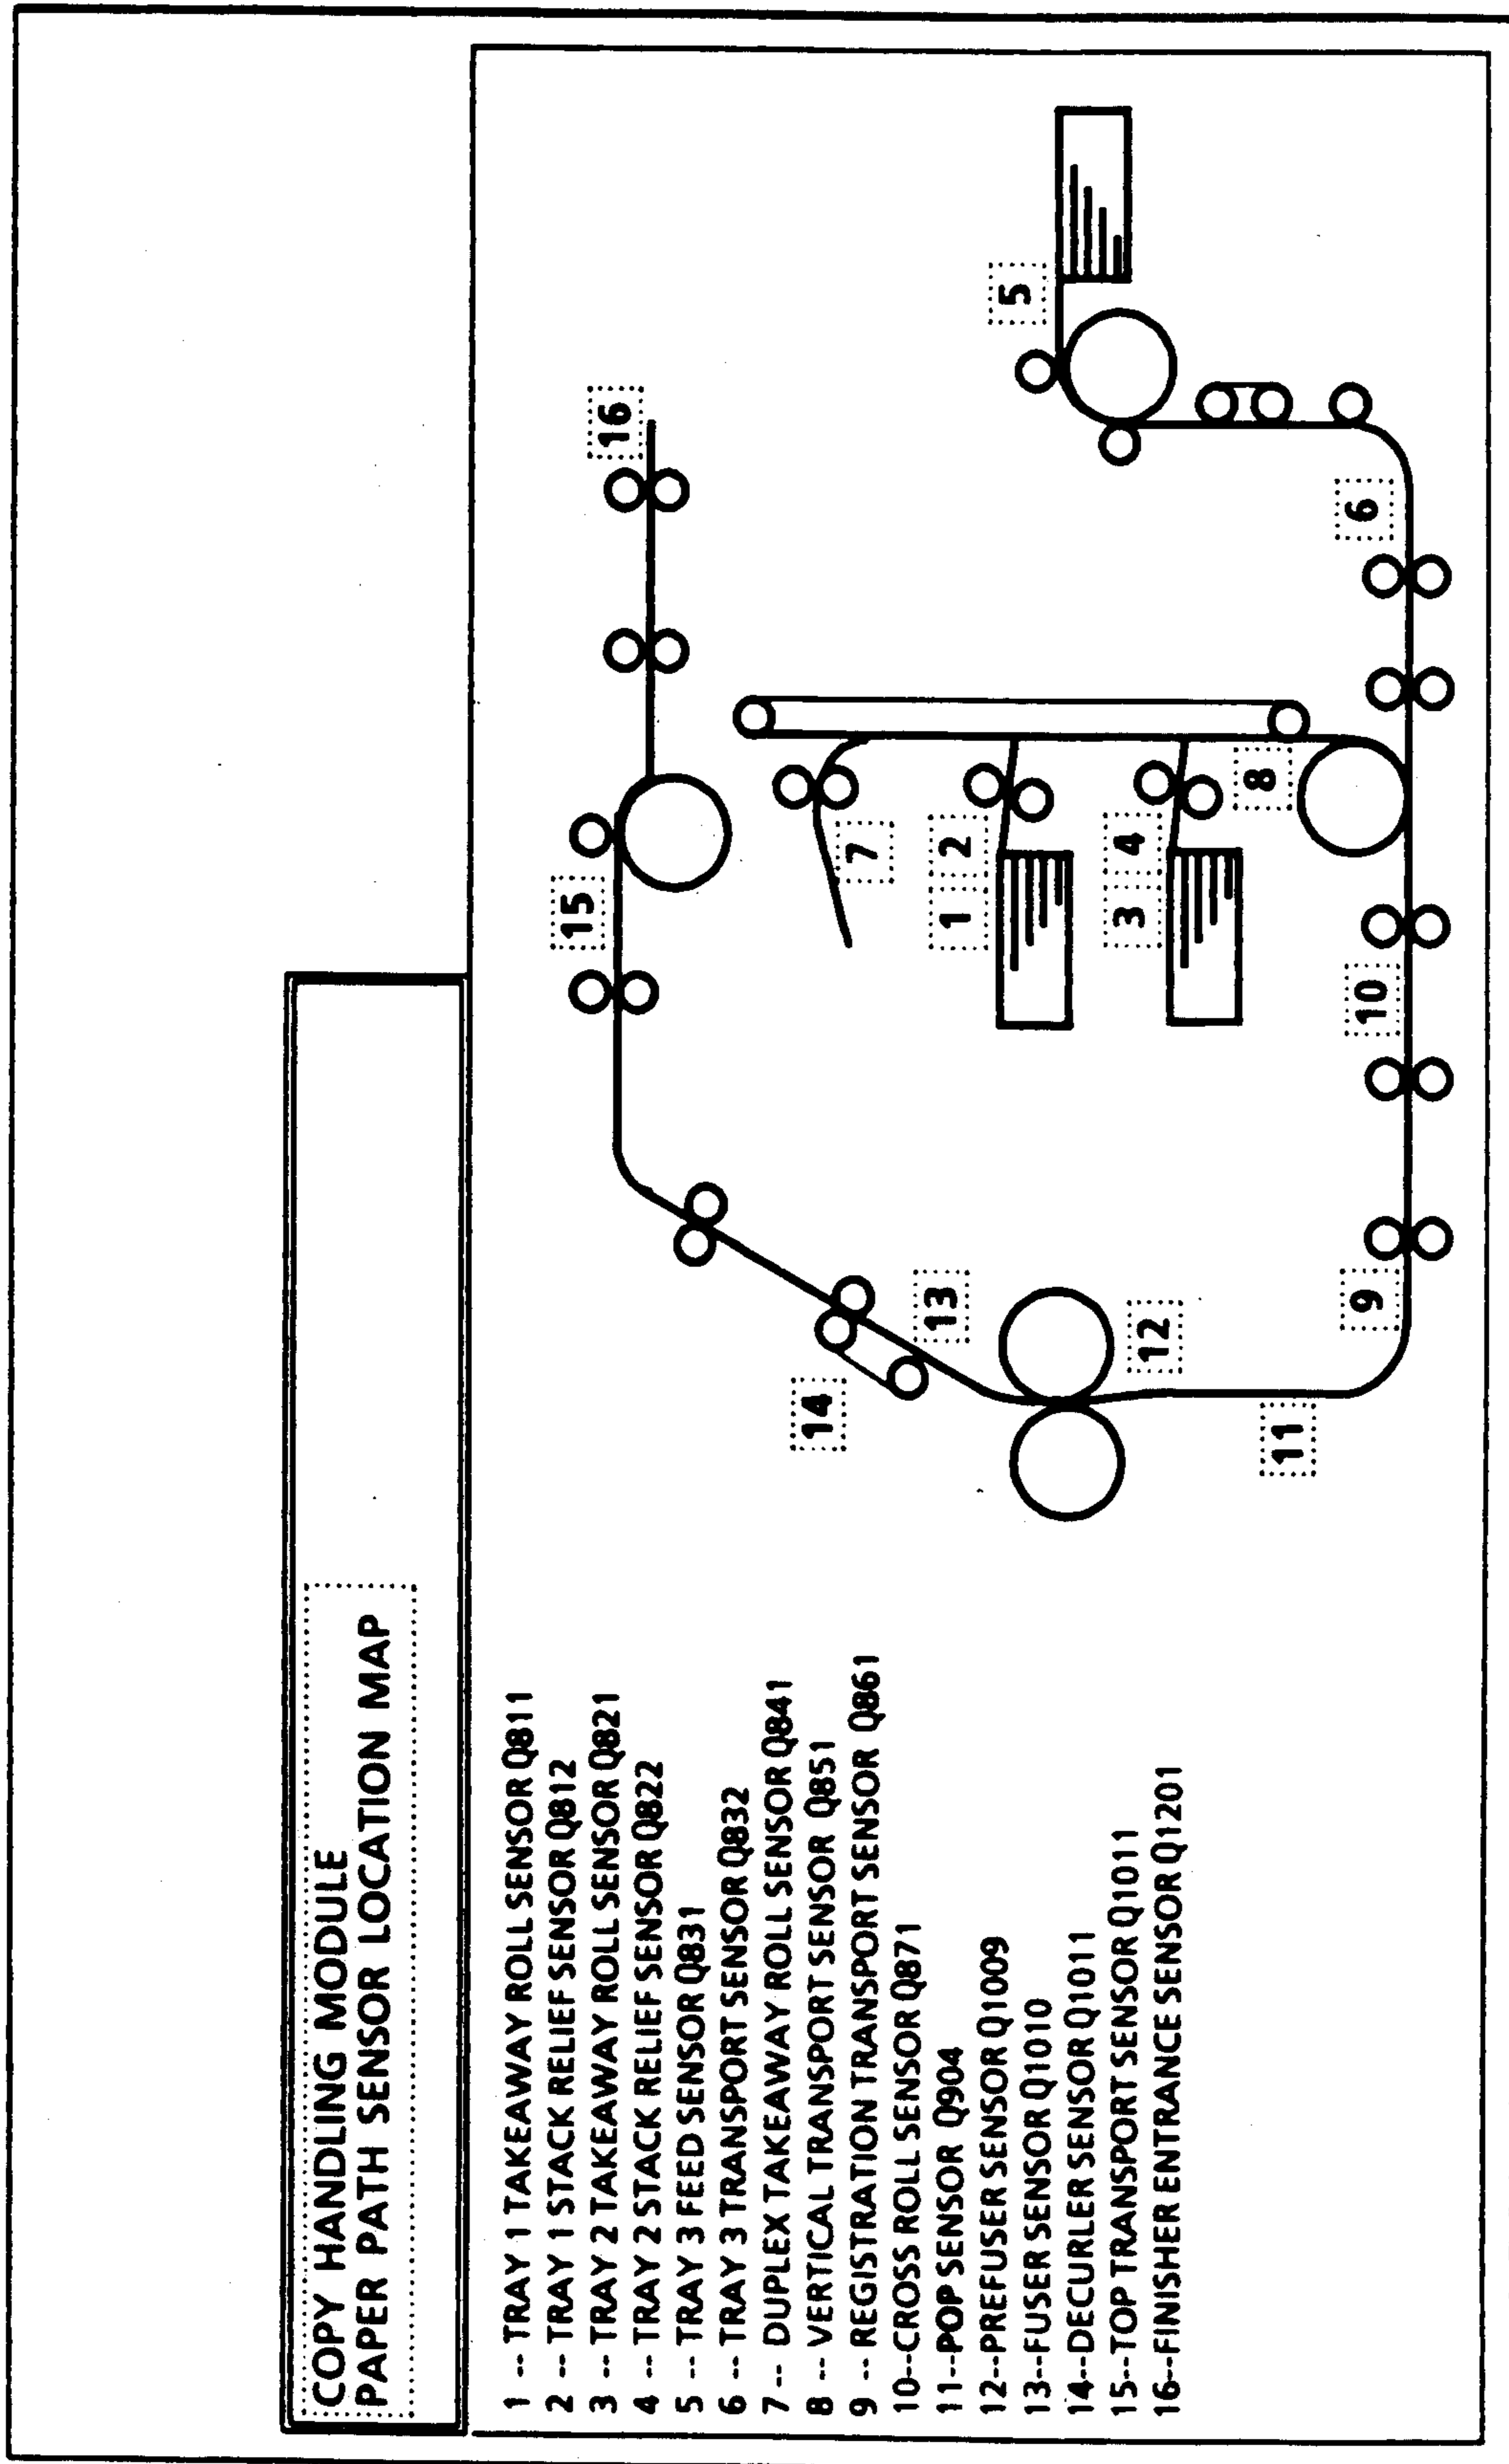 COPY HANDLING MODULE
PAPER PATH SENSOR LOCATION MAP
1 -- TRAY 1 TAKEAWAY ROLL SENSOR Q811
2 -- TRAY 1 STACK RELIEF SENSOR Q812
3 -- TRAY 2 TAKEAWAY ROLL SENSOR Q821
4 -- TRAY 2 STACK RELIEF SENSOR Q822
5 -- TRAY 3 FEED SENSOR Q831
6 -- TRAY 3 TRANSPORT SENSOR Q832
7 -- DUPLEX TAKEAWAY ROLL SENSOR Q841
8 -- VERTICAL TRANSPORT SENSOR Q851
9 -- REGISTRATION TRANSPORT SENSOR Q861
10--CROSS ROLL SENSOR Q871
11--POP SENSOR Q904
12--PREFUSER SENSOR Q1009
13--FUSER SENSOR Q1010
14--DECURLER SENSOR Q1011
15--TOP TRANSPORT SENSOR Q1011
16--FINISHER ENTRANCE SENSOR Q1201
16
15
14
7
13
1 2
5
3 4
12
8
11
9
10
6